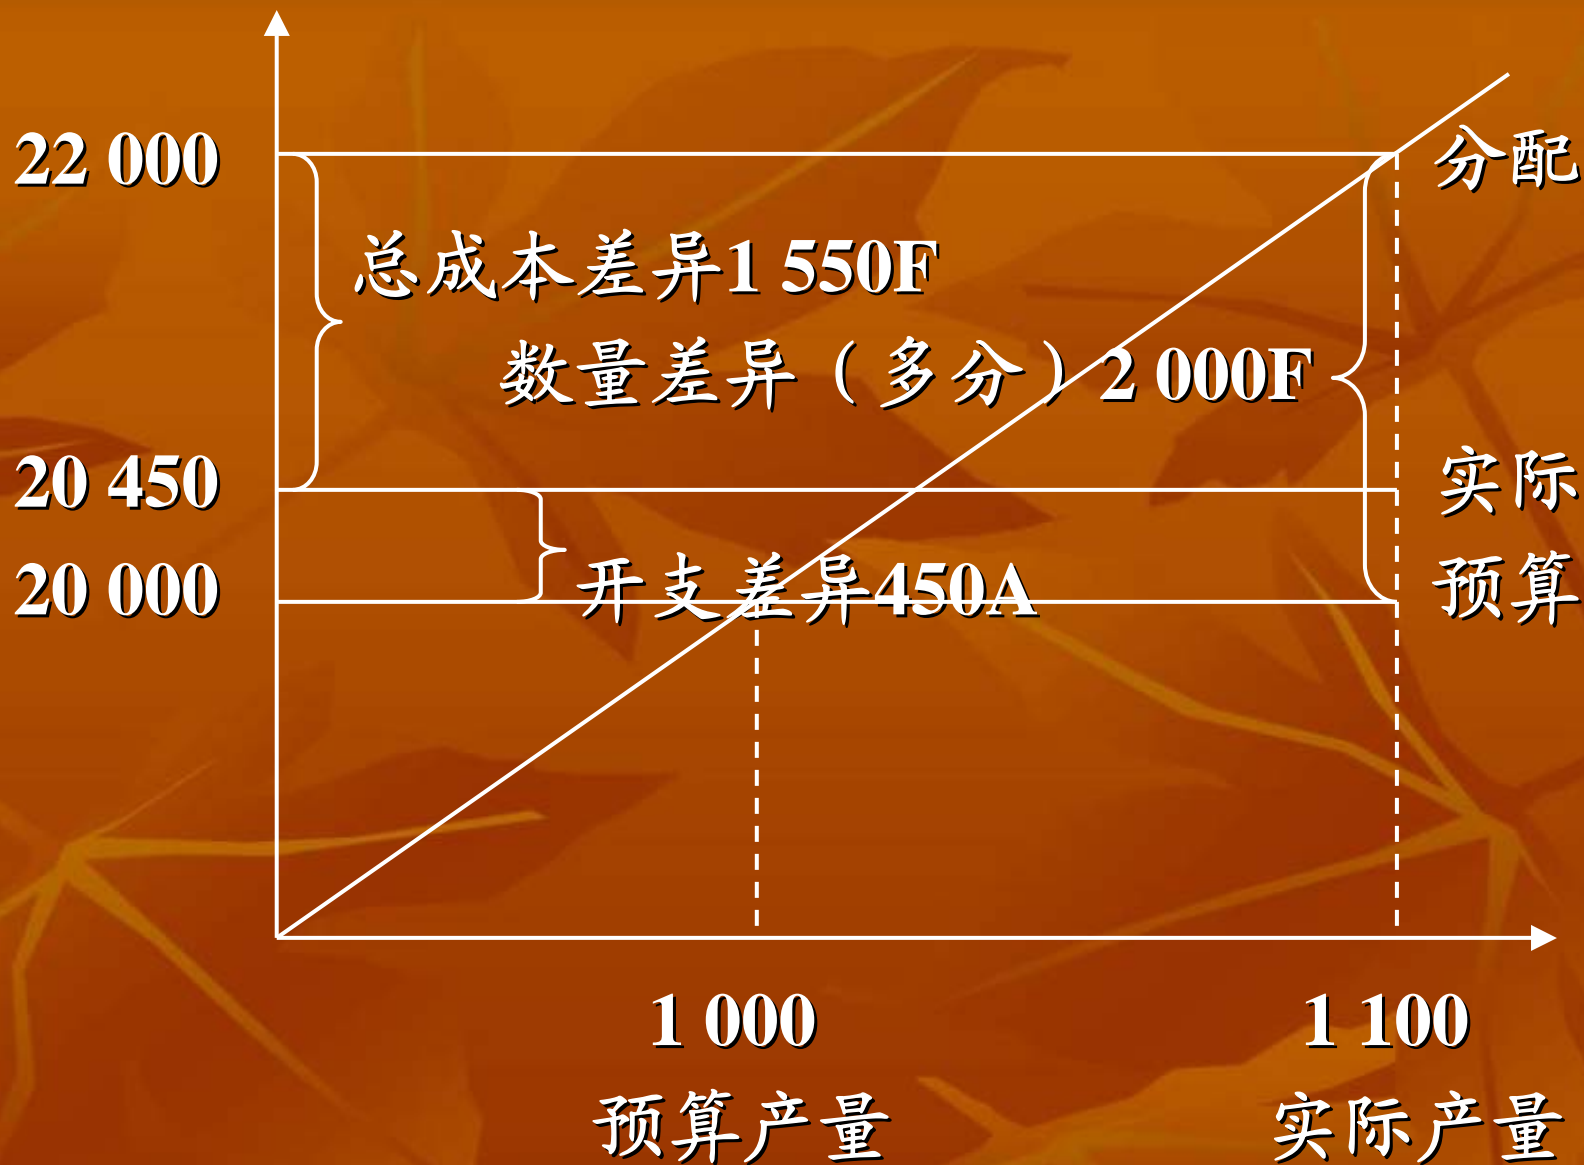 22 000
分配
总成本差异1 550F
数量差异（多分）2 000F
20 450
实际
20 000
开支差异450A
预算
1 000
1 100
预算产量
实际产量